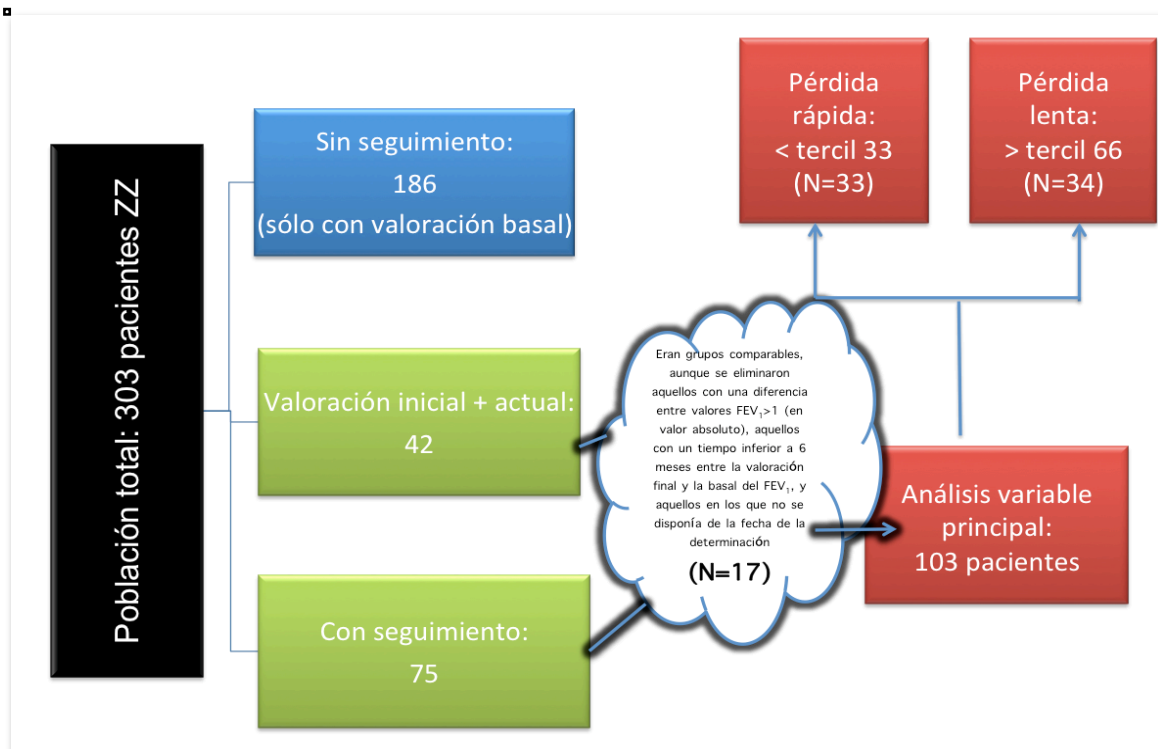 Población total: 303 pacientes ZZ
Sin seguimiento:
186
(sólo con valoración basal)
Valoración inicial + actual:
42
Con seguimiento:
75
Eran grupos comparables,
aunque se eliminaron
aquellos con una diferencia
entre valores FEV₁>1 (en
valor absoluto), aquellos
con un tiempo inferior a 6
meses entre la valoración
final y la basal del FEV₁, y
aquellos en los que no se
disponía de la fecha de la
determinación
(N=17)
Pérdida
rápida:
< tercil 33
(N=33)
Pérdida
lenta:
> tercil 66
(N=34)
Análisis variable
principal:
103 pacientes